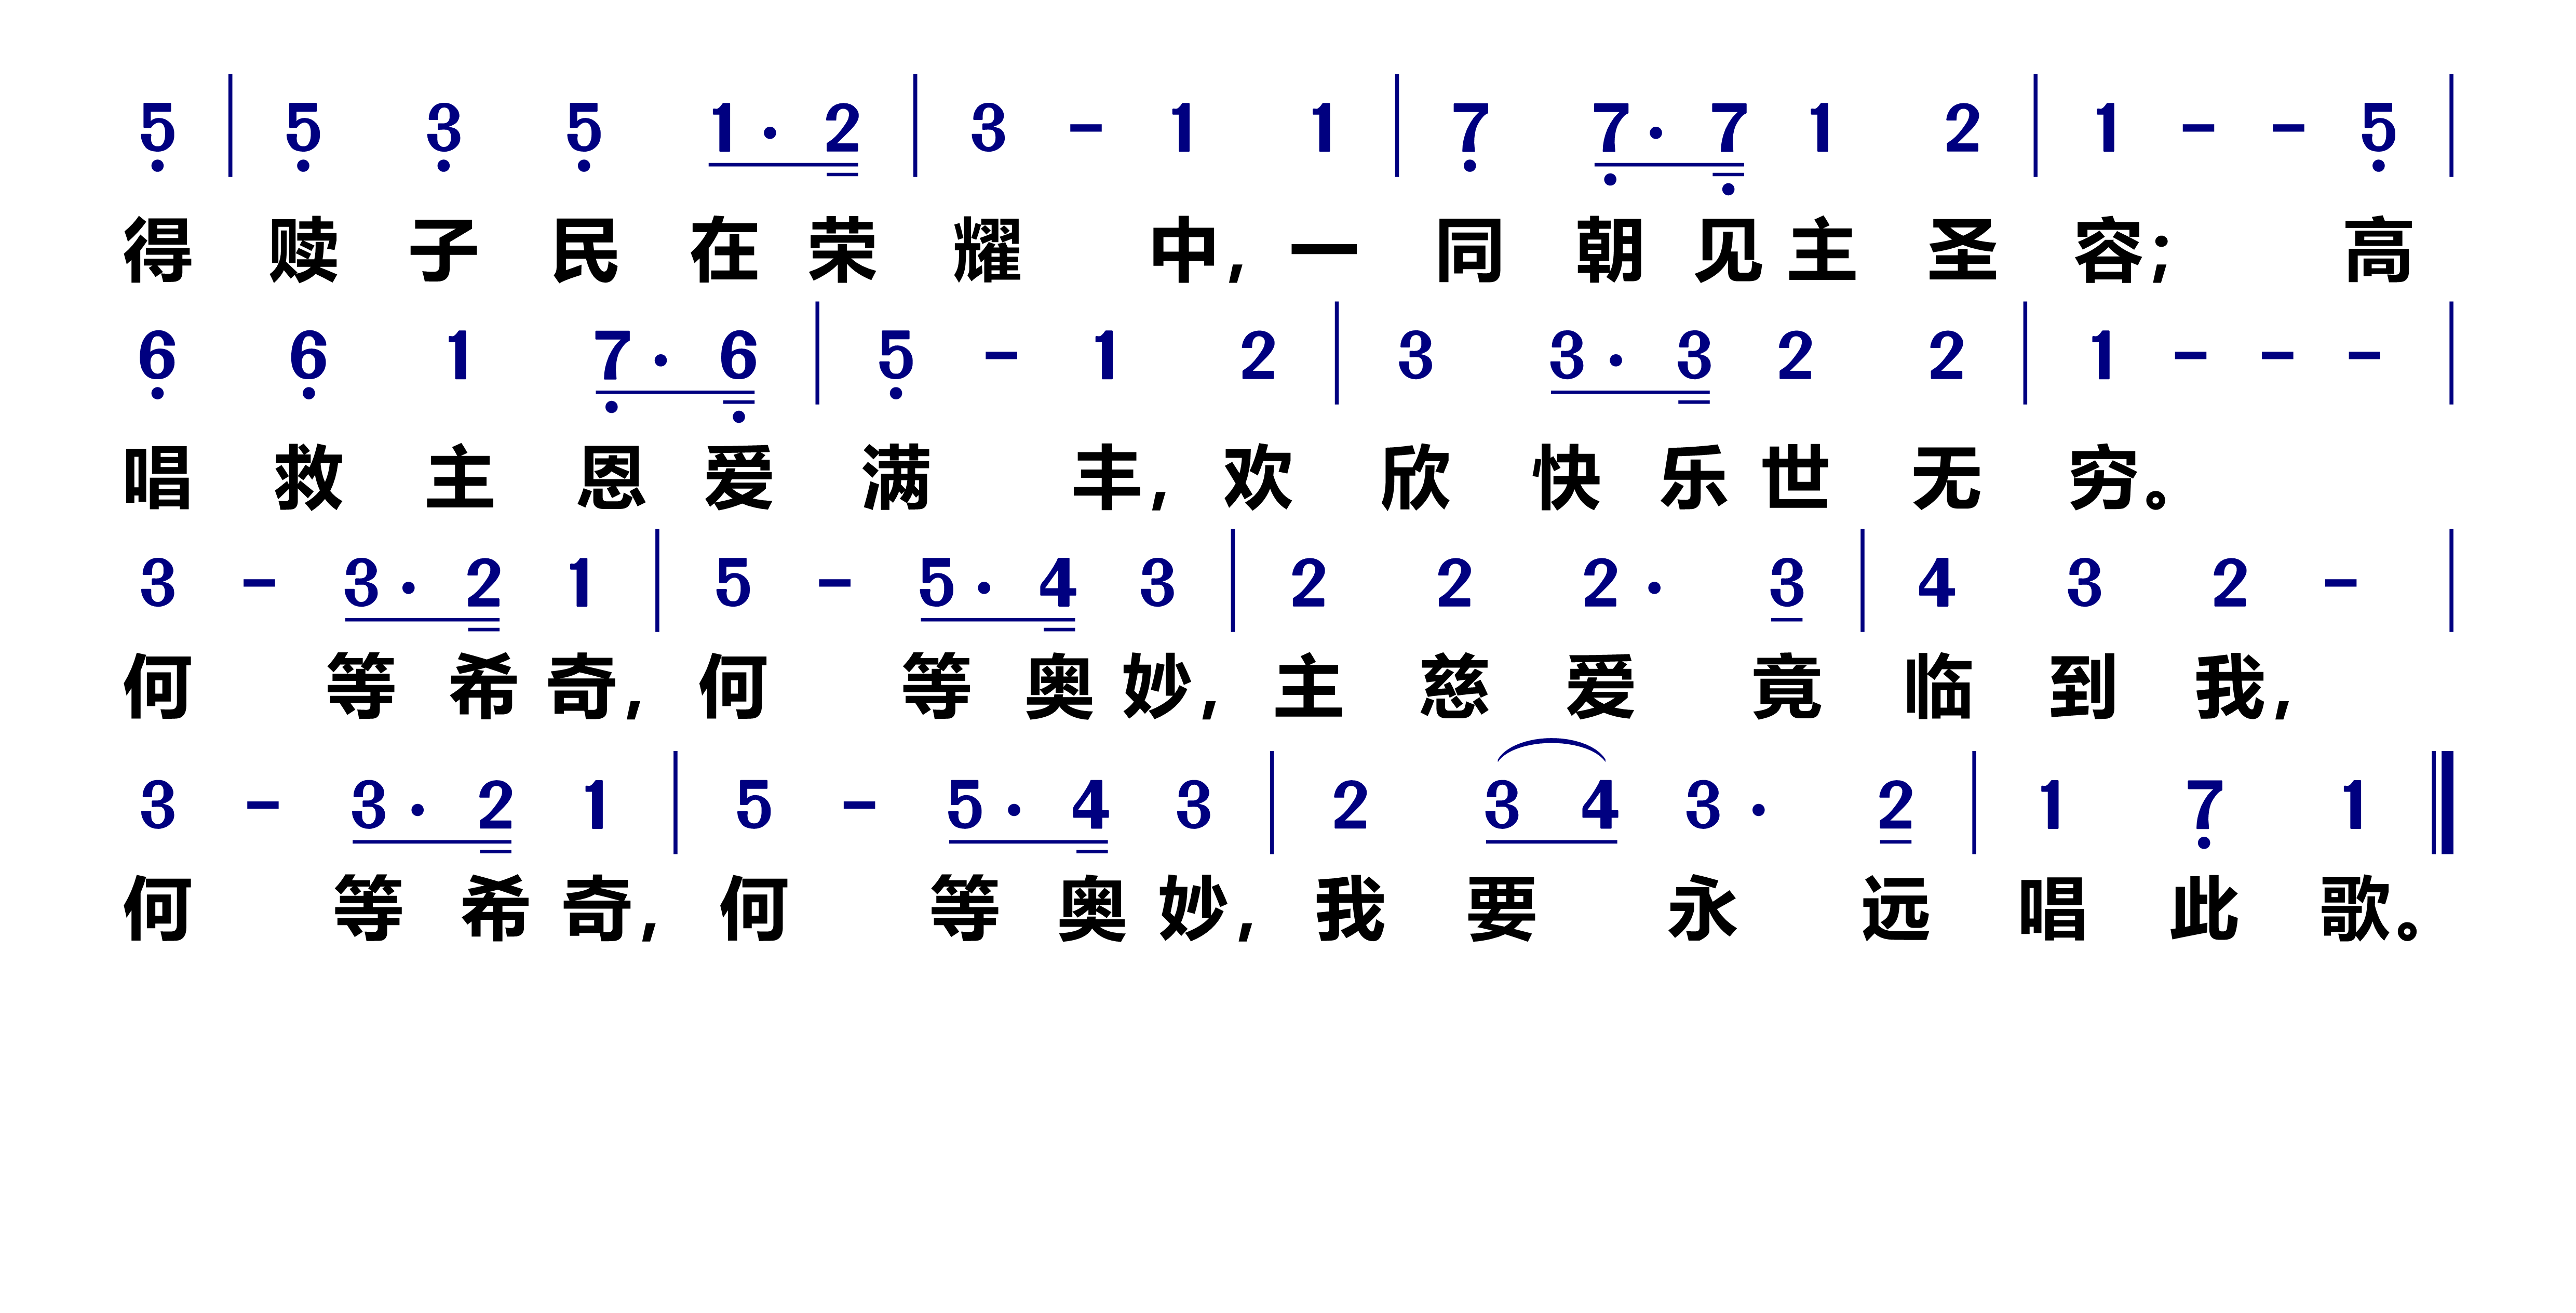 5 | 5 3 5 1· 2 | 3 – 1 1 | 7 7· 7 1 2 | 1 – – 5 |
得 赎 子 民 在 荣 耀 中, 一 同 朝 见 主 圣 容; 高
6 6 1 7· 6 | 5 – 1 2 | 3 3· 3 2 2 | 1 – – – |
唱 救 主 恩 爱 满 丰, 欢 欣 快 乐 世 无 穷。
3 – 3· 2 1 | 5 – 5· 4 3 | 2 2 2· 3 | 4 3 2 – |
何 等 希 奇, 何 等 奥 妙, 主 慈 爱 竟 临 到 我,
3 – 3· 2 1 | 5 – 5· 4 3 | 2 3 4 3· 2 | 1 7 1 ‖
何 等 希 奇, 何 等 奥 妙, 我 要 永 远 唱 此 歌。